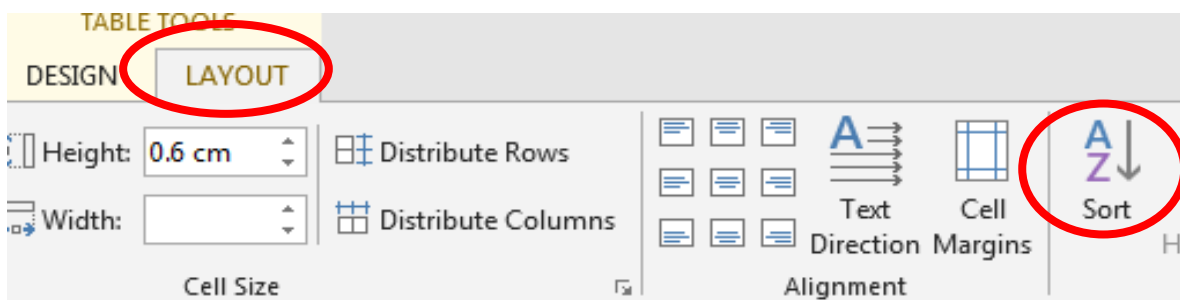 TABLE TOOLS
DESIGN LAYOUT
Height: 0.6 cm Distribute Rows
Width: Distribute Columns
Text Direction
Cell Margins
A Z
Sort
Cell Size Alignment